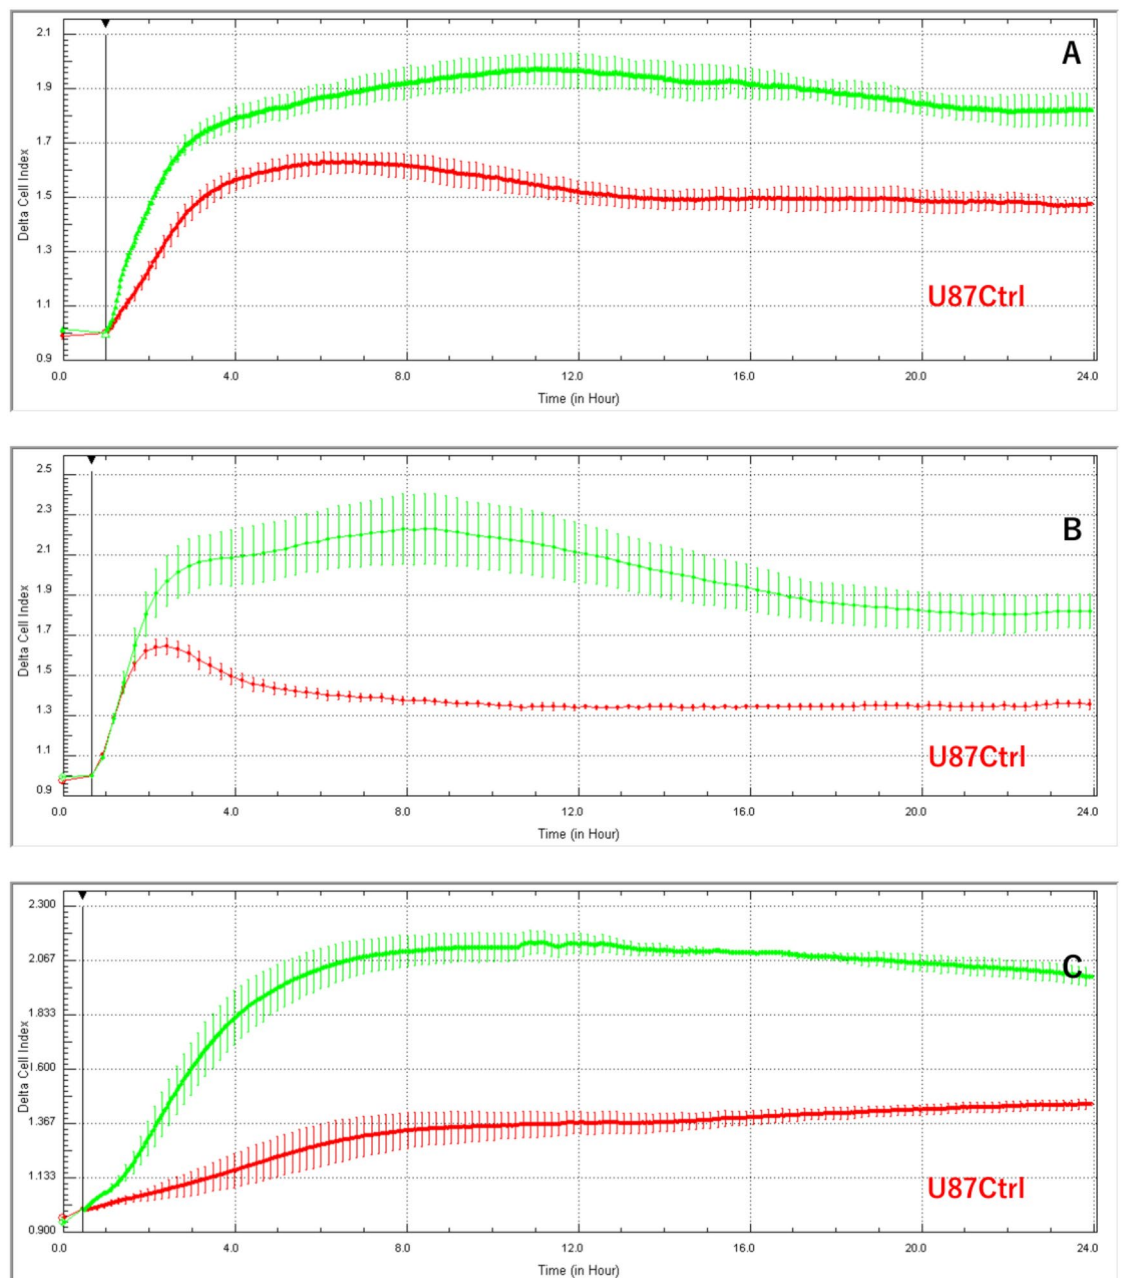 A
2.1
1.9
1.7
1.5
1.3
1.1
0.9
Delta Cell Index
U87Ctrl
0.0 4.0 8.0 12.0 16.0 20.0 24.0
Time (in Hour)
B
2.5
2.3
2.1
1.9
1.7
1.5
1.3
1.1
0.9
Delta Cell Index
U87Ctrl
0.0 4.0 8.0 12.0 16.0 20.0 24.0
Time (in Hour)
C
2.300
2.067
1.833
1.600
1.367
1.133
0.900
Delta Cell Index
U87Ctrl
0.0 4.0 8.0 12.0 16.0 20.0 24.0
Time (in Hour)